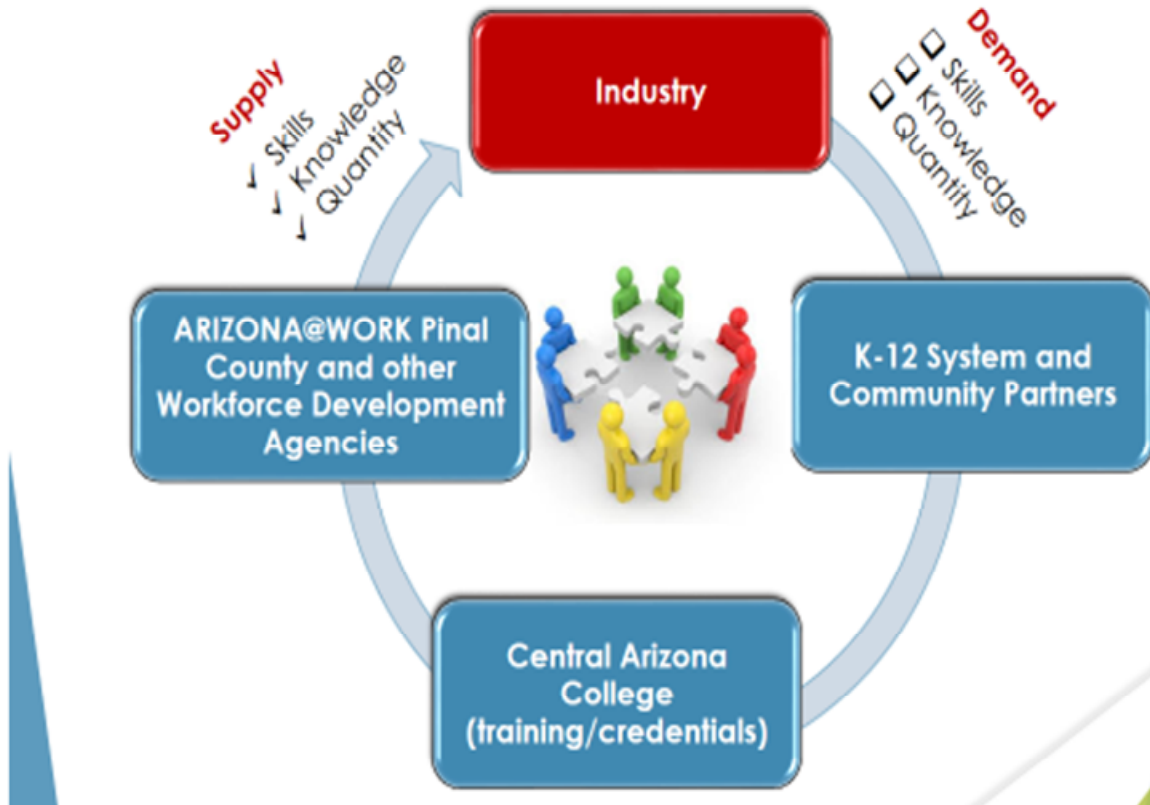 Supply
✓ Skills
✓ Knowledge
✓ Quantity
Industry
Demand
❑ Skills
❑ Knowledge
❑ Quantity
ARIZONA@WORK Pinal
County and other
Workforce Development
Agencies
K-12 System and
Community Partners
Central Arizona
College
(training/credentials)